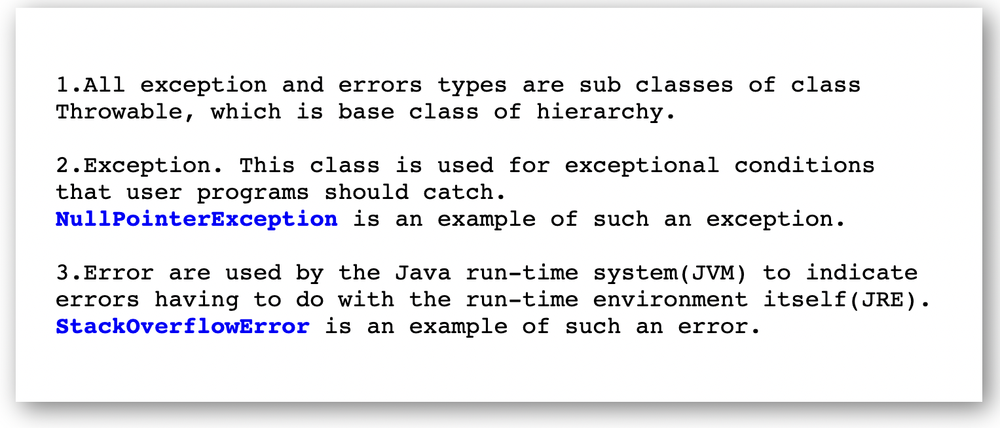 1.All exception and errors types are sub classes of class
Throwable, which is base class of hierarchy.
2.Exception. This class is used for exceptional conditions
that user programs should catch.
NullPointerException is an example of such an exception.
3.Error are used by the Java run-time system(JVM) to indicate
errors having to do with the run-time environment itself(JRE).
StackOverflowError is an example of such an error.